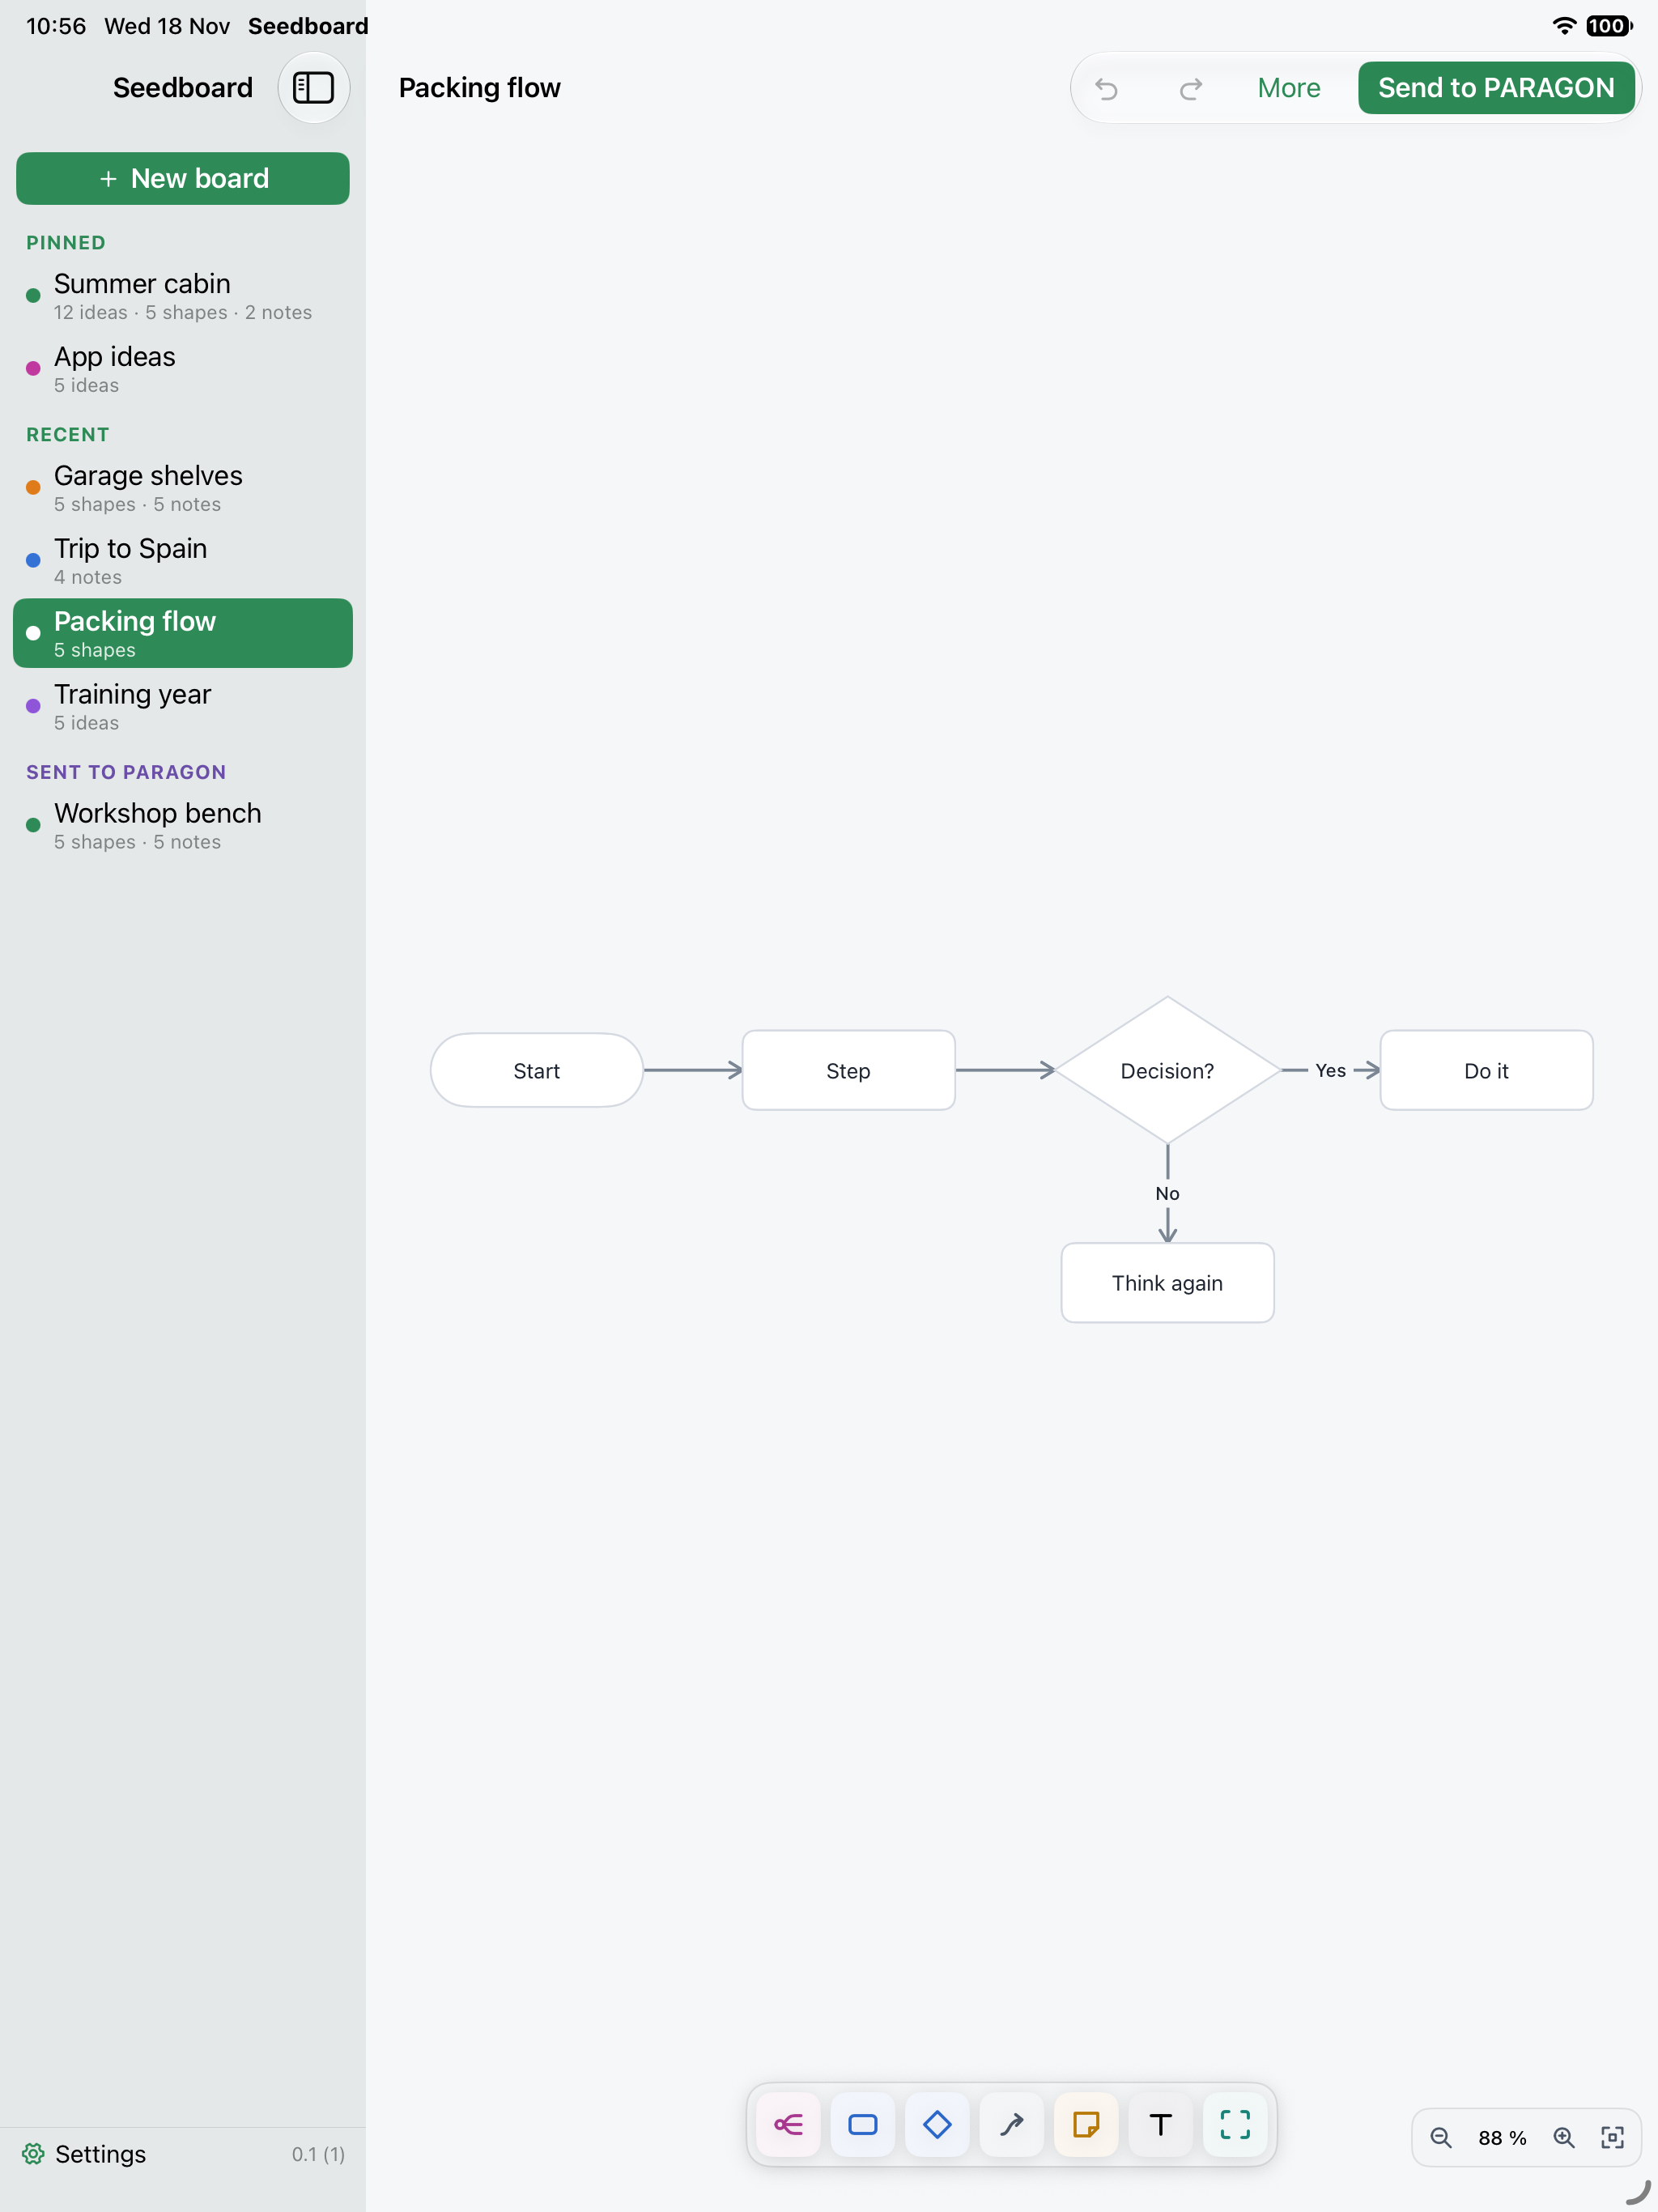 10:56 Wed 18 Nov Seedboard
100
Seedboard
Packing flow
More
Send to PARAGON
+ New board
PINNED
Summer cabin
12 ideas · 5 shapes · 2 notes
App ideas
5 ideas
RECENT
Garage shelves
5 shapes · 5 notes
Trip to Spain
4 notes
Packing flow
5 shapes
Training year
5 ideas
SENT TO PARAGON
Workshop bench
5 shapes · 5 notes
Start
Step
Decision?
Yes
Do it
No
Think again
T
88 %
Settings
0.1 (1)